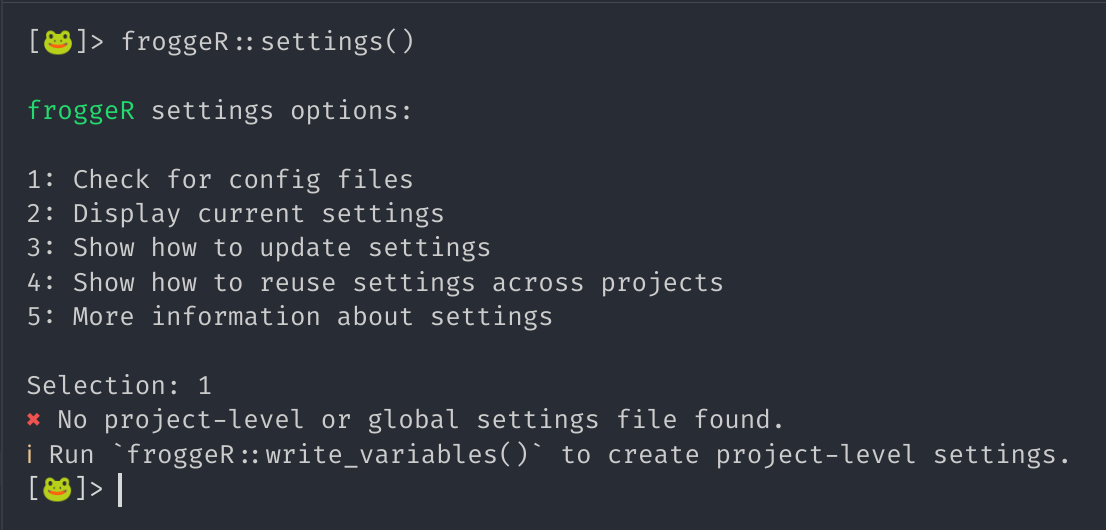 [🐸]> froggeR::settings()
froggeR settings options:
1: Check for config files
2: Display current settings
3: Show how to update settings
4: Show how to reuse settings across projects
5: More information about settings
Selection: 1
✖ No project-level or global settings file found.
ℹ Run `froggeR::write_variables()` to create project-level settings.
[🐸]>